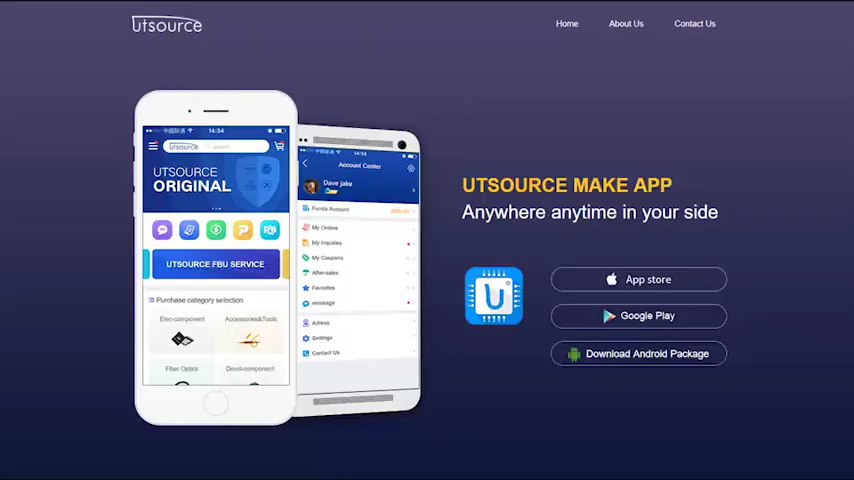 utsource
Home
About Us
Contact Us
14:34
utsource
UTSOURCE
ORIGINAL
UTSOURCE FBU SERVICE
Purchase category selection
Elec-component
Accessories&Tools
Fiber Optics
Devel-component
14:34
Account Center
Dave jake
Funds Account
My Orders
My Inquiries
My Coupons
After-sales
Favorites
message
Adress
Settings
Contact Us
UTSOURCE MAKE APP
Anywhere anytime in your side
U
App store
Google Play
Download Android Package